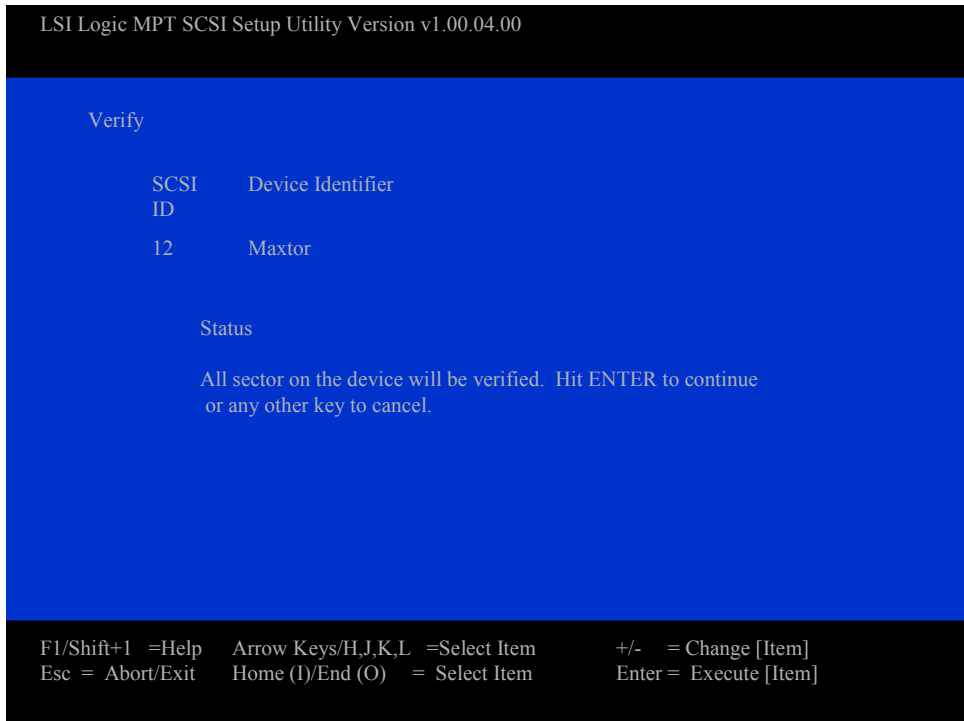 LSI Logic MPT SCSI Setup Utility Version v1.00.04.00
Verify
SCSI ID Device Identifier
12 Maxtor
Status
All sector on the device will be verified. Hit ENTER to continue
or any other key to cancel.
F1/Shift+1 =Help Arrow Keys/H,J,K,L =Select Item +/- = Change [Item]
Esc = Abort/Exit Home (I)/End (O) = Select Item Enter = Execute [Item]